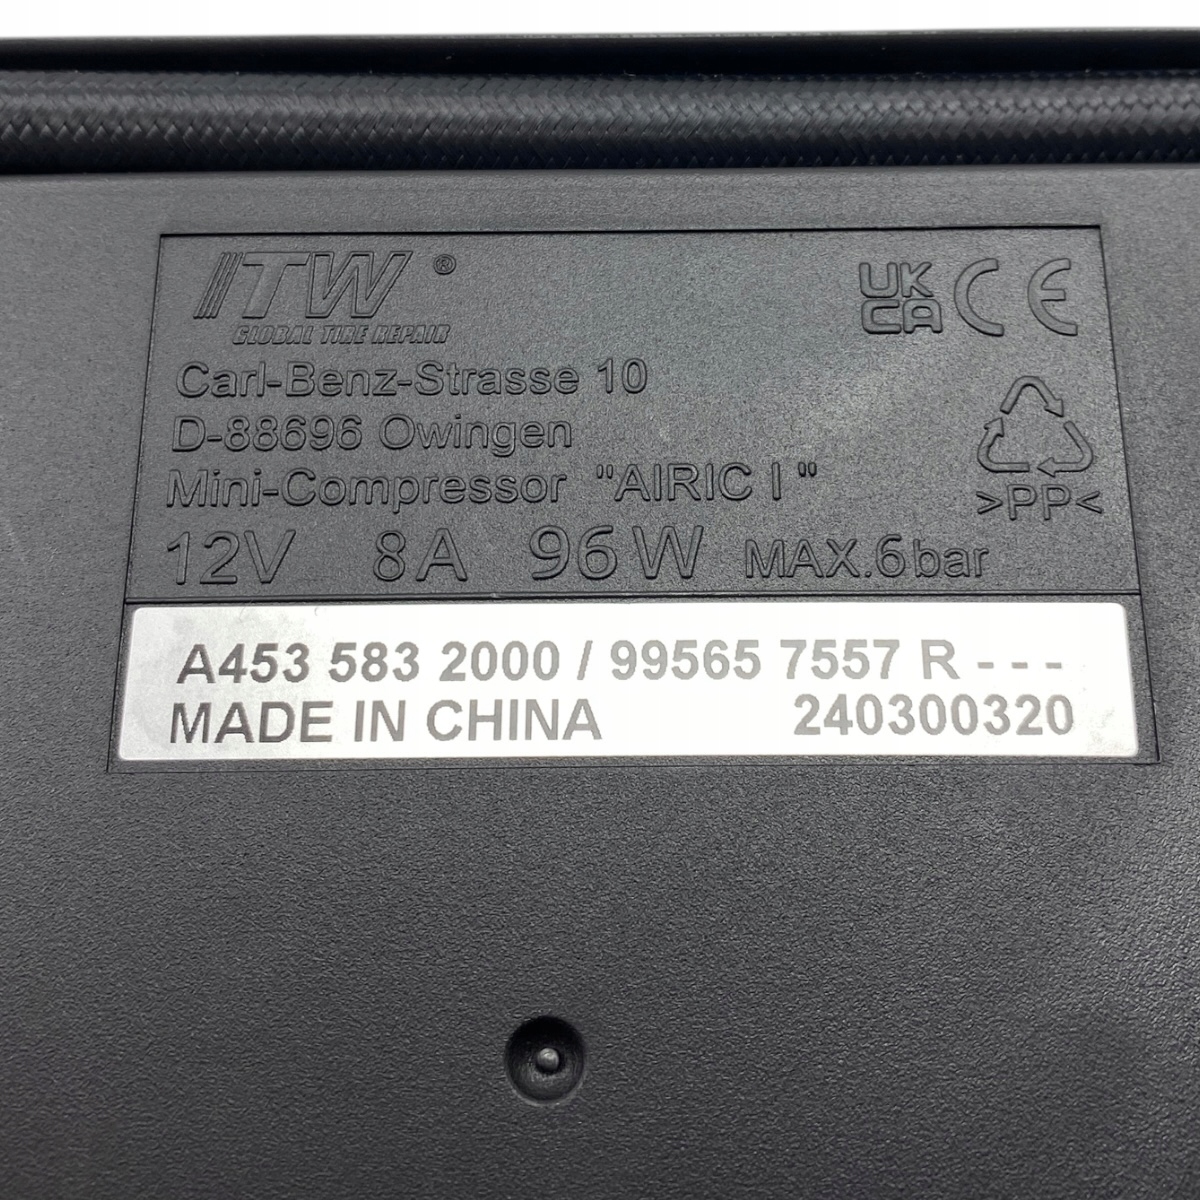 ITW ®
GLOBAL TIRE REPAIR
UK
CA CE
Carl-Benz-Strasse 10
D-88696 Owingen
Mini-Compressor "AIRIC I"
>PP<
12V 8A 96W MAX.6bar
A453 583 2000 / 99565 7557 R - - -
MADE IN CHINA 240300320